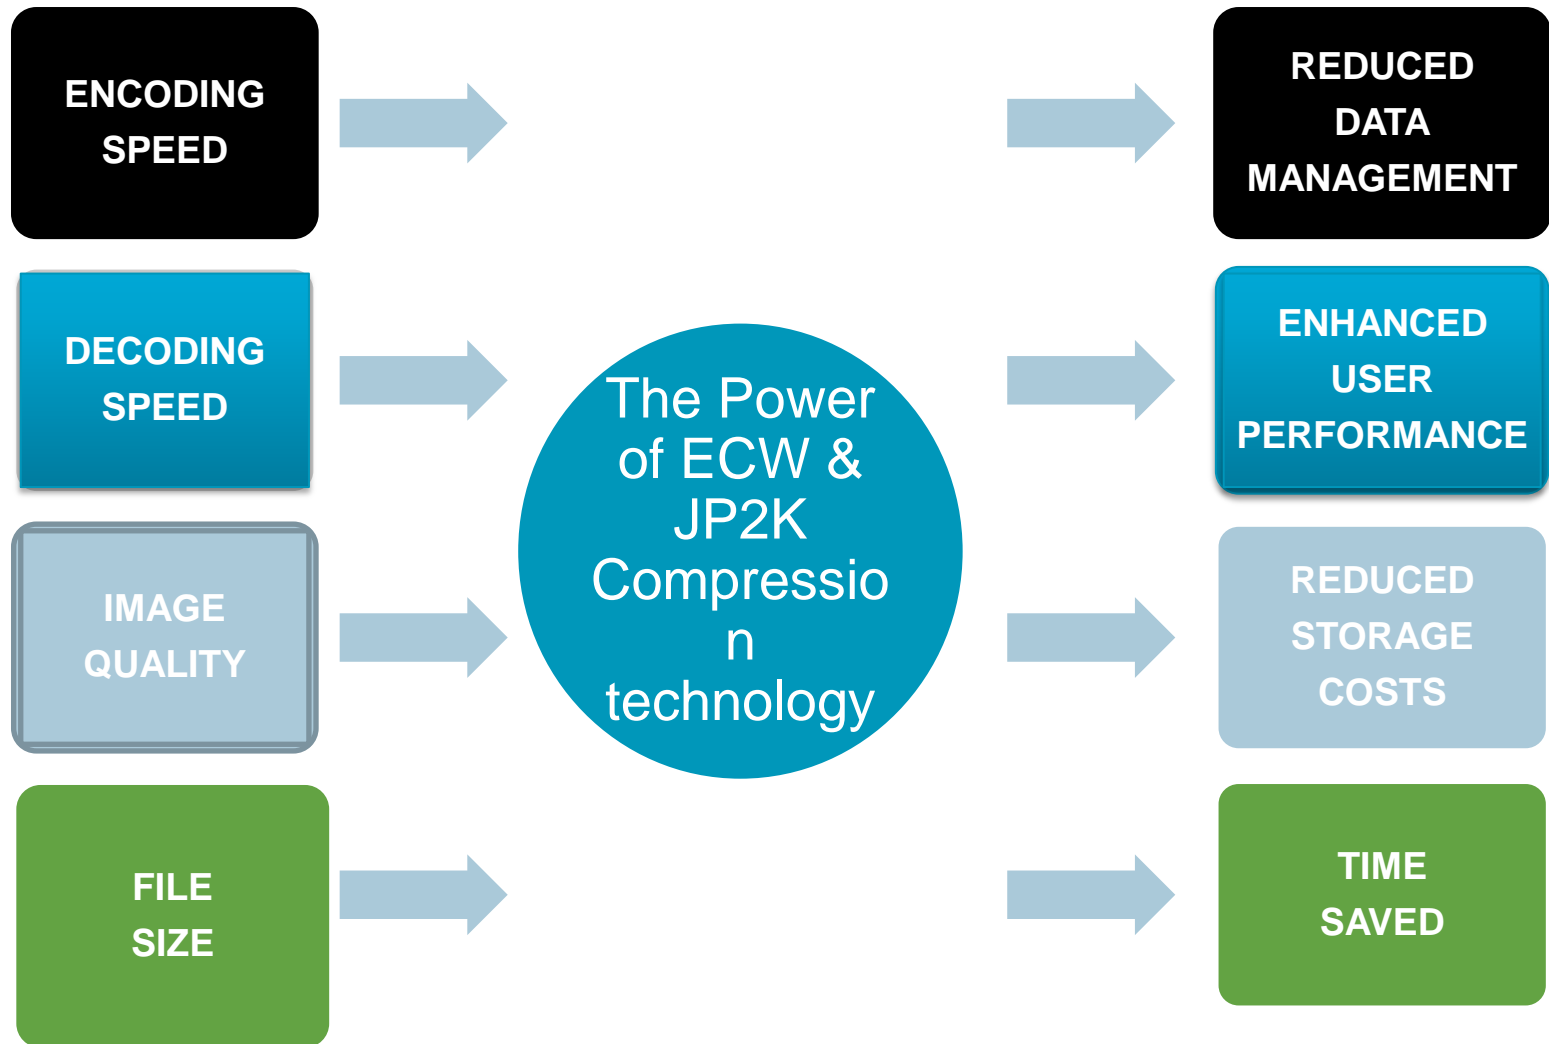 ENCODING
SPEED
DECODING
SPEED
IMAGE
QUALITY
FILE
SIZE
The Power
of ECW &
JP2K
Compressio
n
technology
REDUCED
DATA
MANAGEMENT
ENHANCED
USER
PERFORMANCE
REDUCED
STORAGE
COSTS
TIME
SAVED